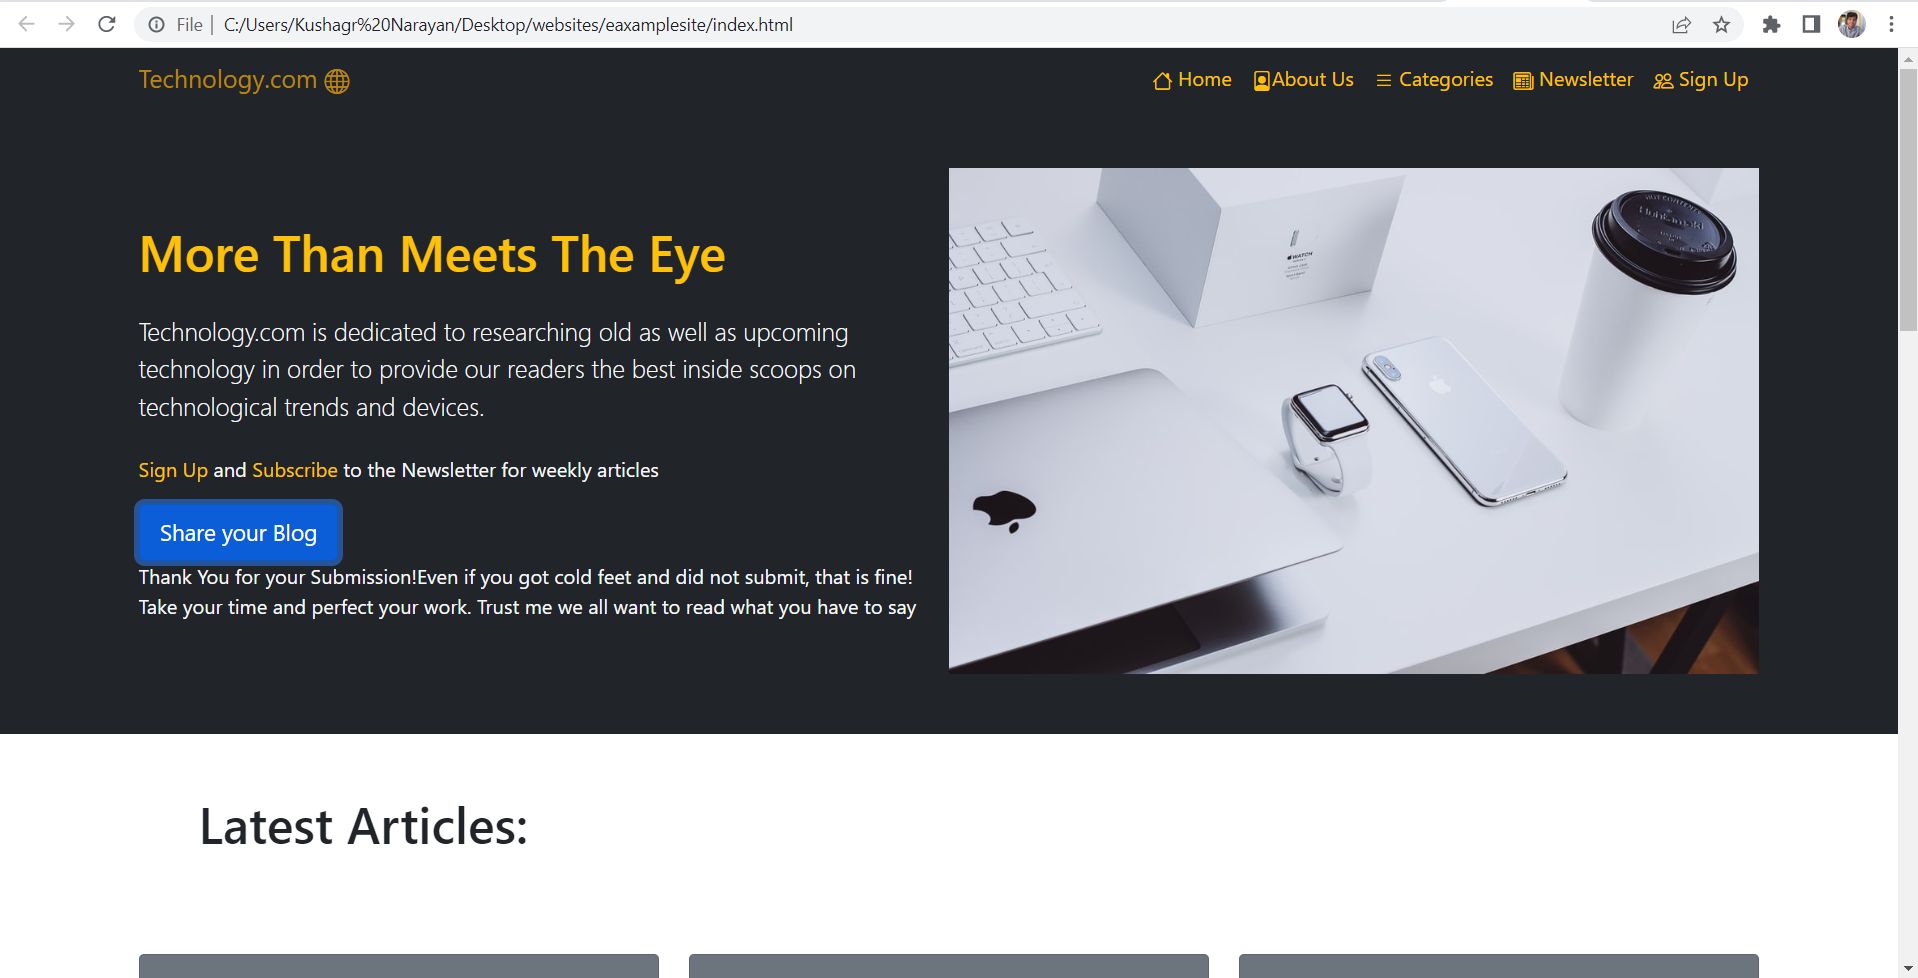 File | C:/Users/Kushagr%20Narayan/Desktop/websites/eaxamplesite/index.html
Technology.com Home About Us Categories Newsletter Sign Up
More Than Meets The Eye
Technology.com is dedicated to researching old as well as upcoming
technology in order to provide our readers the best inside scoops on
technological trends and devices.
Sign Up and Subscribe to the Newsletter for weekly articles
Share your Blog
Thank You for your Submission!Even if you got cold feet and did not submit, that is fine!
Take your time and perfect your work. Trust me we all want to read what you have to say
WATCH
Latest Articles: